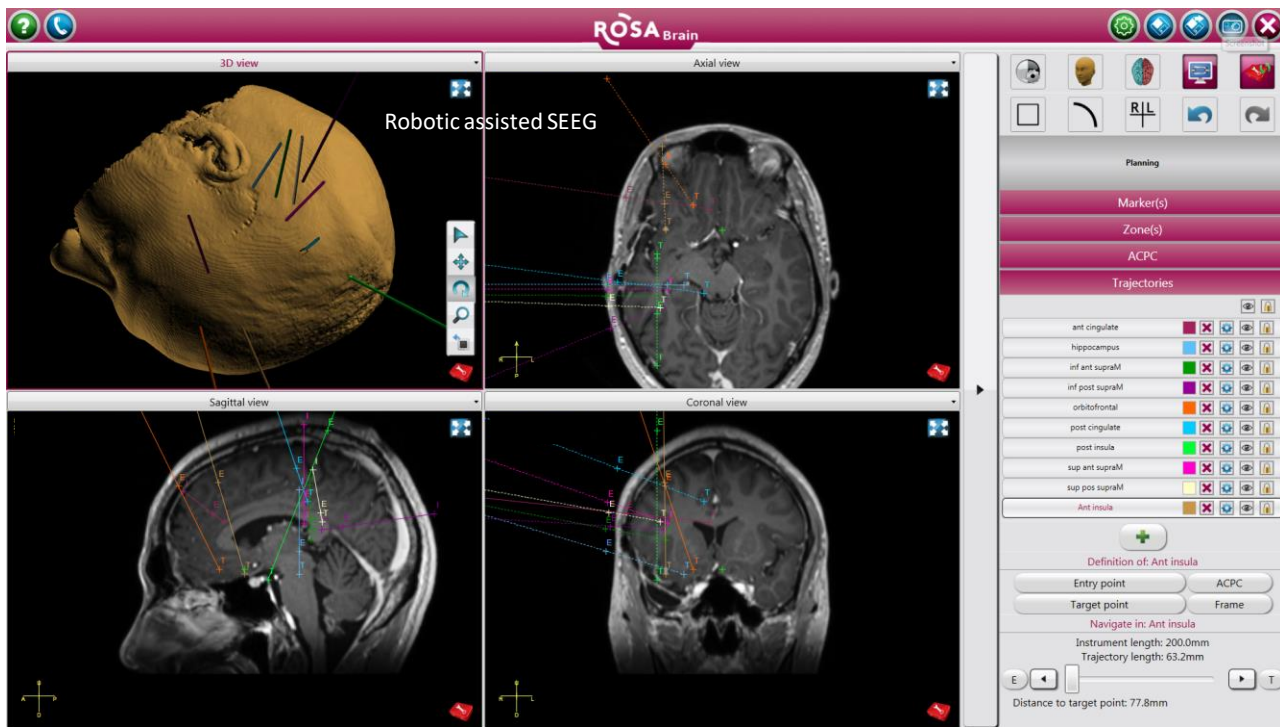 ? 
ROSA Brain
Screenshot
3D view
Robotic assisted SEEG
Axial view
Sagittal view
Coronal view
R L
Planning
Marker(s)
Zone(s)
ACPC
Trajectories
ant cingulate
hippocampus
inf ant supraM
inf post supraM
orbitofrontal
post cingulate
post insula
sup ant supraM
sup pos supraM
Ant insula
Definition of: Ant insula
Entry point ACPC
Target point Frame
Navigate in: Ant insula
Instrument length: 200.0mm
Trajectory length: 63.2mm
E T
Distance to target point: 77.8mm